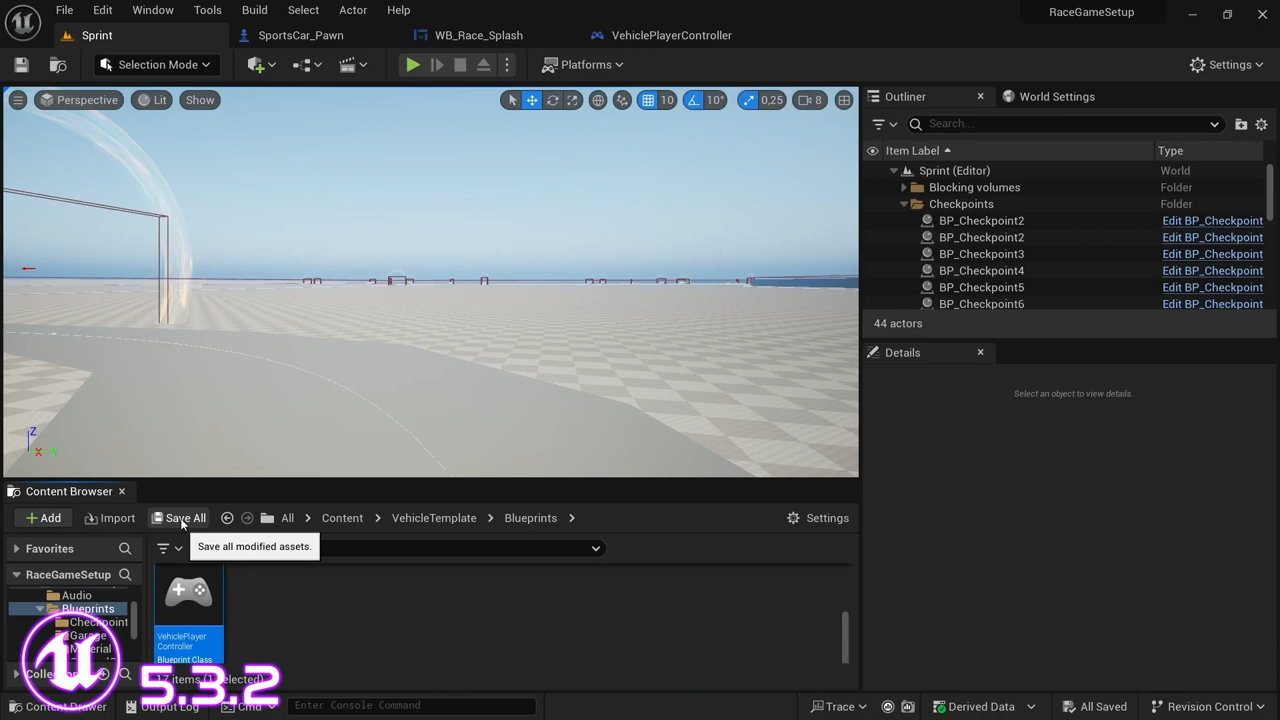 File Edit Window Tools Build Select Actor Help
RaceGameSetup
Sprint SportsCar_Pawn WB_Race_Splash VehiclePlayerController
Selection Mode Platforms Settings
Perspective Lit Show 10 10° 0,25 8
Outliner World Settings
Search...
Item Label Type
Sprint (Editor) World
Blocking volumes Folder
Checkpoints Folder
BP_Checkpoint2 Edit BP_Checkpoint
BP_Checkpoint2 Edit BP_Checkpoint
BP_Checkpoint3 Edit BP_Checkpoint
BP_Checkpoint4 Edit BP_Checkpoint
BP_Checkpoint5 Edit BP_Checkpoint
BP_Checkpoint6 Edit BP_Checkpoint
44 actors
Details
Select an object to view details.
Z
X
Content Browser
Add Import Save All All Content VehicleTemplate Blueprints Settings
Save all modified assets.
Favorites
RaceGameSetup
Audio
Blueprints
Checkpoint
Garage
Material
VehiclePlayer
Controller
Blueprint Class
5.3.2
Content Drawer Output Log Cmd Enter Console Command Trace Derived Data All Saved Revision Control